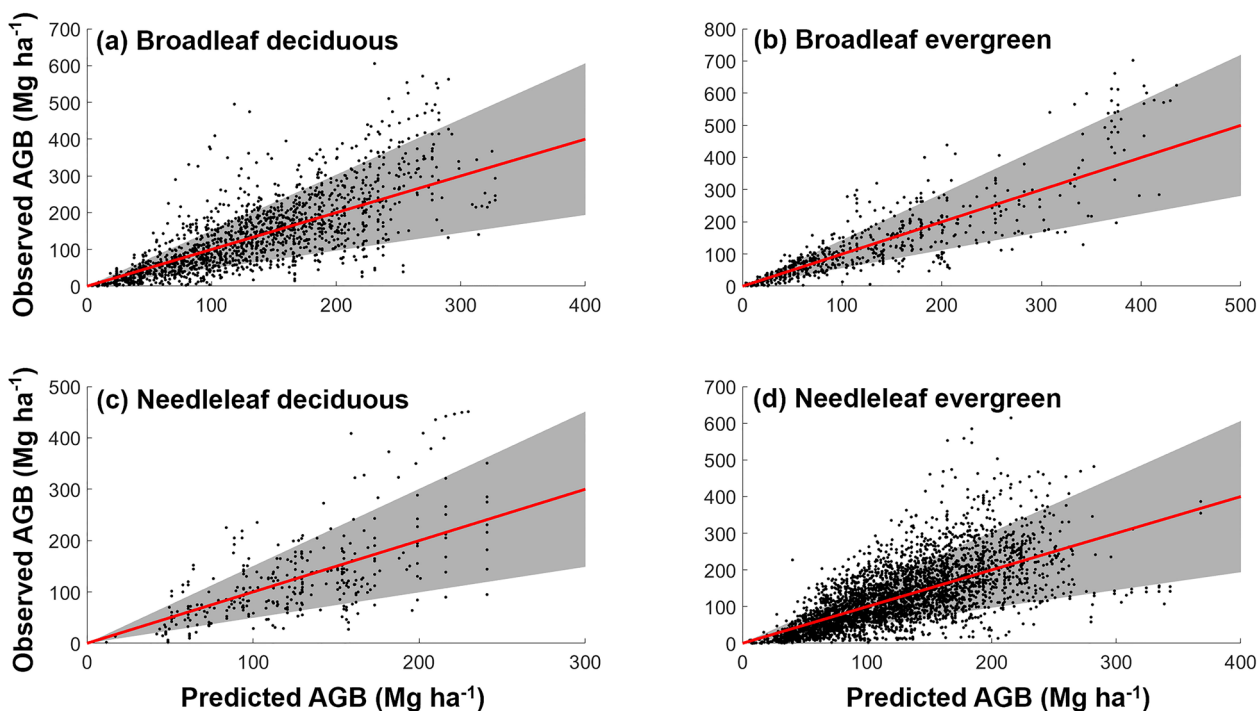 (a) Broadleaf deciduous
Observed AGB (Mg ha⁻¹)
700
600
500
400
300
200
100
0
0 100 200 300 400
(b) Broadleaf evergreen
800
700
600
500
400
300
200
100
0
0 100 200 300 400 500
(c) Needleleaf deciduous
Observed AGB (Mg ha⁻¹)
500
400
300
200
100
0
0 100 200 300
Predicted AGB (Mg ha⁻¹)
(d) Needleleaf evergreen
700
600
500
400
300
200
100
0
0 100 200 300 400
Predicted AGB (Mg ha⁻¹)